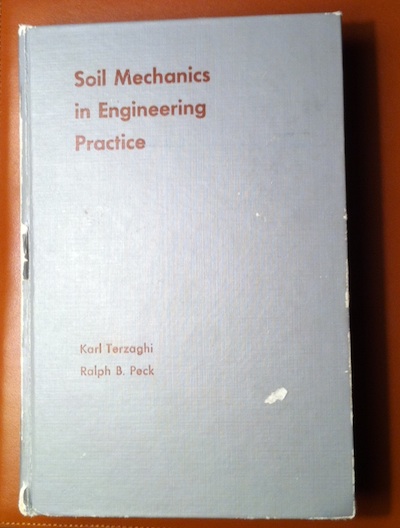 Soil Mechanics
in Engineering
Practice
Karl Terzaghi
Ralph B. Peck